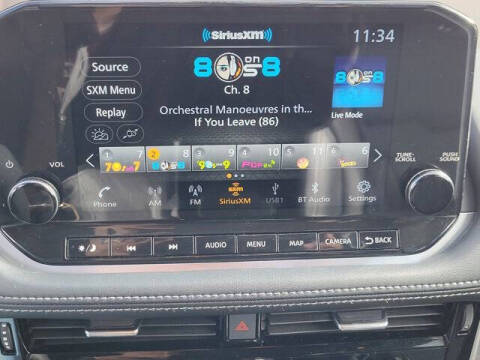 SiriusXM
11:34
Source
8 on 8
SXM Menu
Ch. 8
Replay
Orchestral Manoeuvres in th...
If You Leave (86)
Live Mode
1 7
2 8
3 9
4 10
5 11
6
VOL
TUNE-SCROLL
PUSH SOUND
Phone
AM
FM
SiriusXM
USB1
BT Audio
Settings
AUDIO
MENU
MAP
CAMERA
BACK